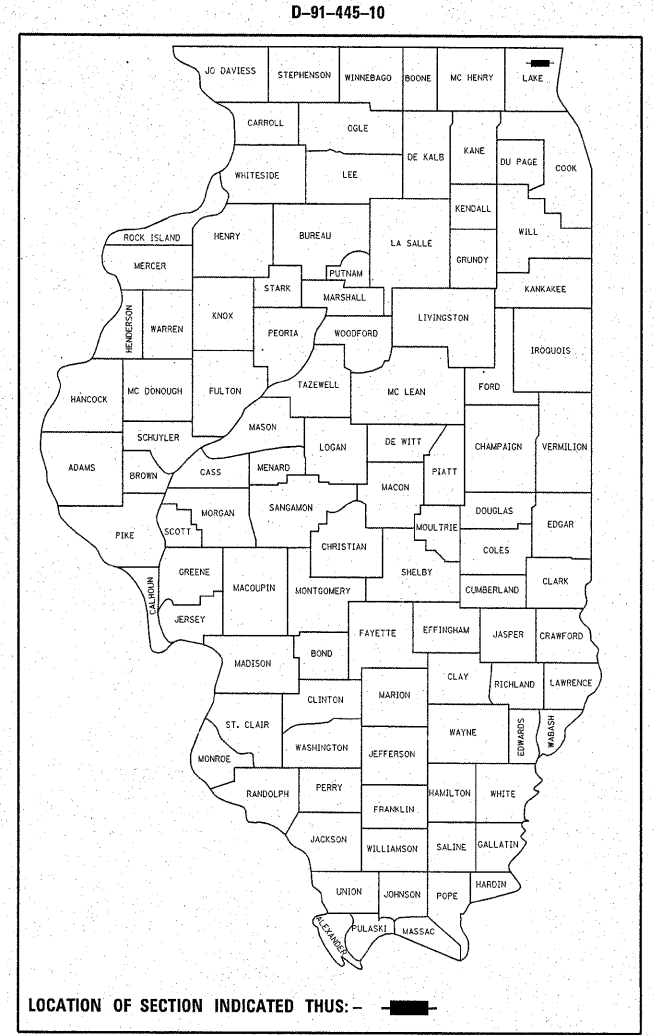 D-91-445-10
JO DAVIESS
STEPHENSON
WINNEBAGO
BOONE
MC HENRY
LAKE
CARROLL
OGLE
DE KALB
KANE
DU PAGE
COOK
WHITESIDE
LEE
KENDALL
WILL
ROCK ISLAND
HENRY
BUREAU
LA SALLE
GRUNDY
MERCER
PUTNAM
STARK
MARSHALL
KANKAKEE
HENDERSON
WARREN
KNOX
PEORIA
WOODFORD
LIVINGSTON
IROQUOIS
HANCOCK
MC DONOUGH
FULTON
TAZEWELL
MC LEAN
FORD
MASON
SCHUYLER
LOGAN
DE WITT
CHAMPAIGN
VERMILION
ADAMS
BROWN
CASS
MENARD
PIATT
MACON
MORGAN
SANGAMON
DOUGLAS
EDGAR
PIKE
SCOTT
MOULTRIE
CHRISTIAN
COLES
GREENE
MACOUPIN
MONTGOMERY
SHELBY
CUMBERLAND
CLARK
CALHOUN
JERSEY
FAYETTE
EFFINGHAM
JASPER
CRAWFORD
MADISON
BOND
CLAY
RICHLAND
LAWRENCE
CLINTON
MARION
ST. CLAIR
WAYNE
EDWARDS
WABASH
WASHINGTON
JEFFERSON
MONROE
RANDOLPH
PERRY
HAMILTON
WHITE
FRANKLIN
JACKSON
WILLIAMSON
SALINE
GALLATIN
UNION
JOHNSON
POPE
HARDIN
ALEXANDER
PULASKI
MASSAC
LOCATION OF SECTION INDICATED THUS: -